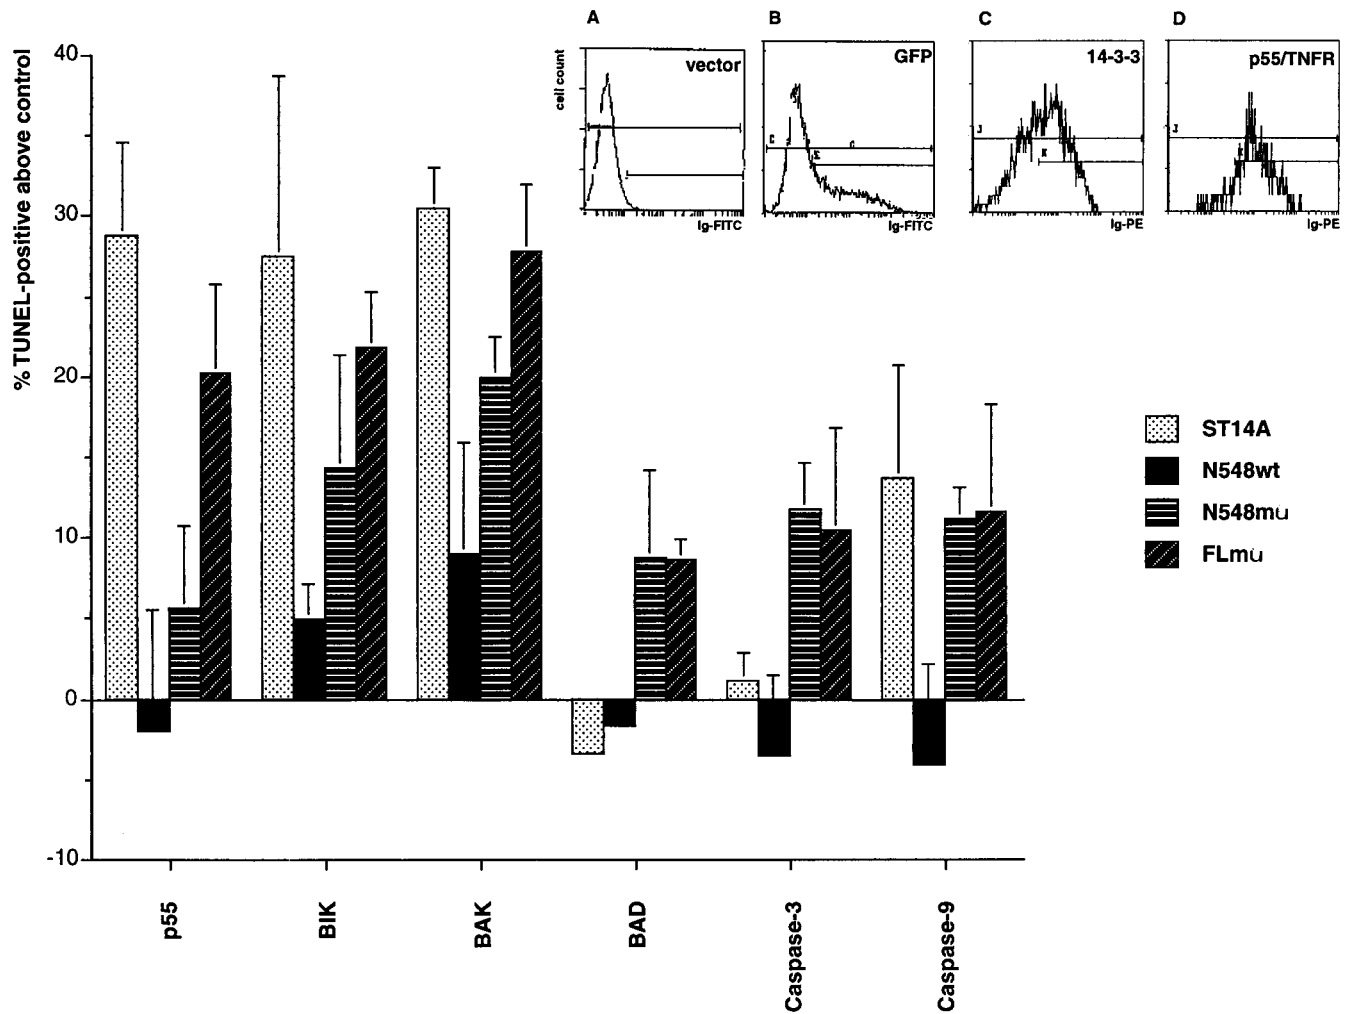 A
B
C
D
vector
GFP
14-3-3
p55/TNFR
cell count
J
J
K
Ig-FITC
Ig-FITC
Ig-PE
Ig-PE
% TUNEL-positive above control
40
30
20
10
0
-10
ST14A
N548wt
N548mu
FLmu
p55
BIK
BAK
BAD
Caspase-3
Caspase-9